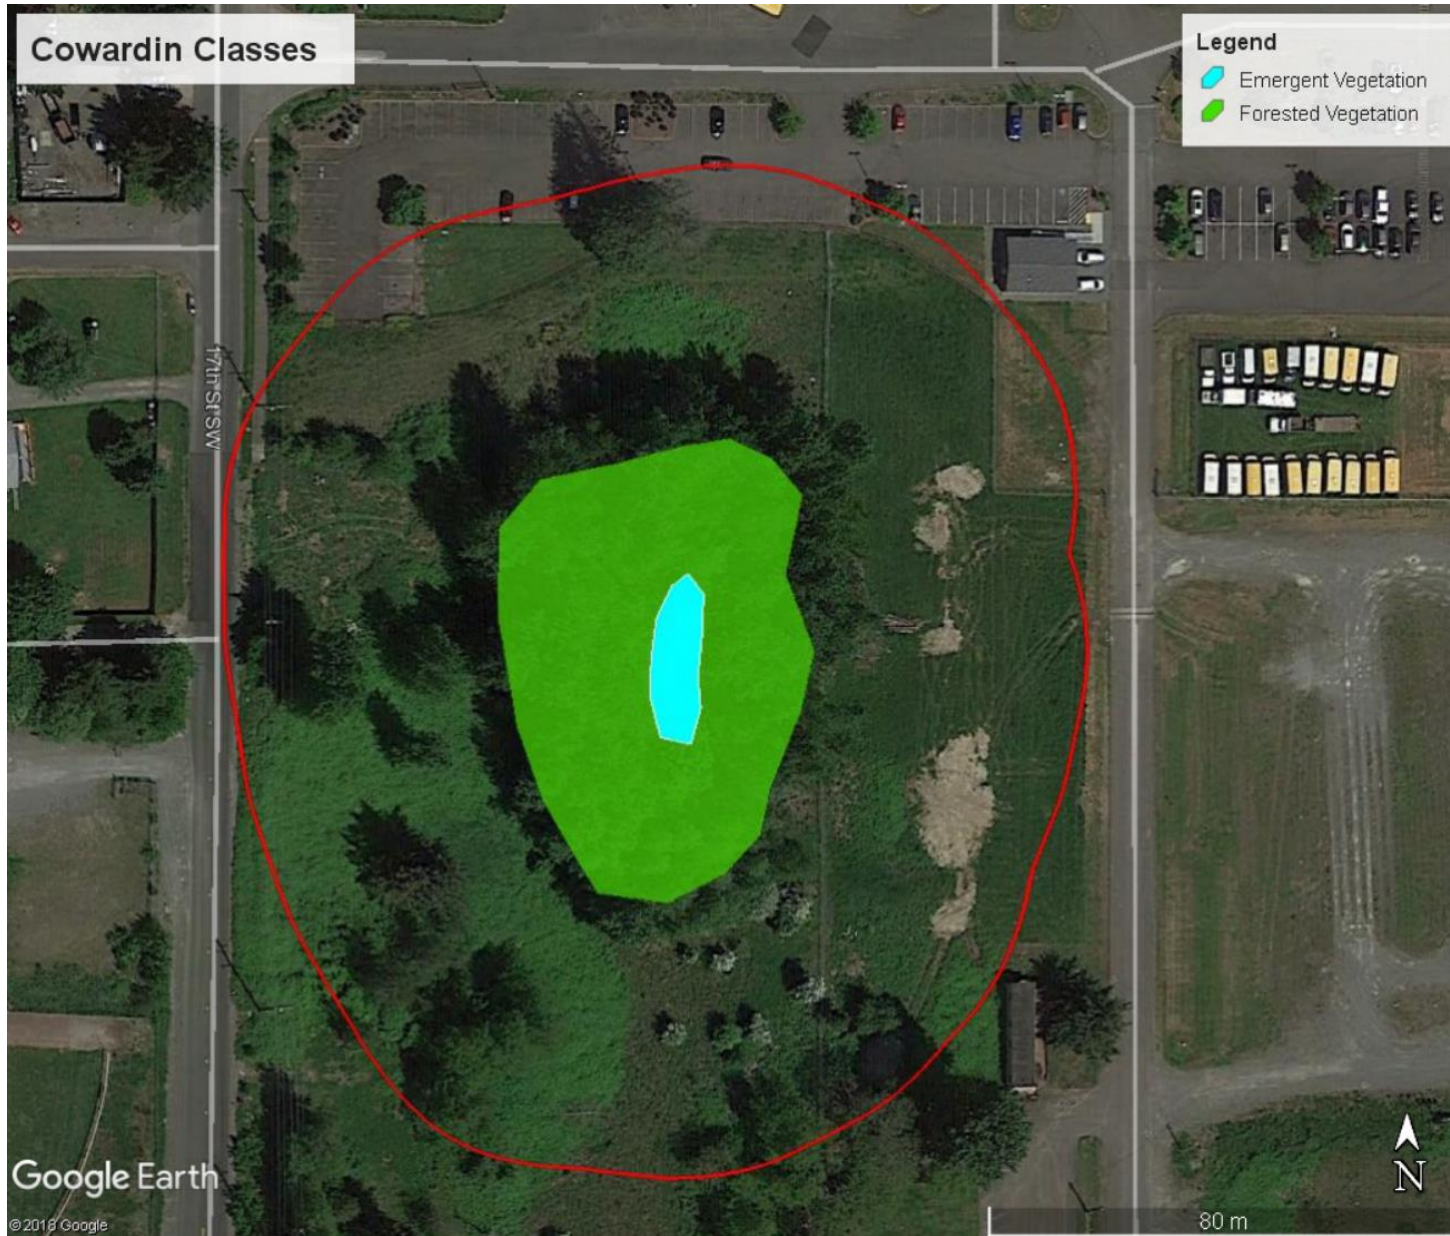 Cowardin Classes
Legend
Emergent Vegetation
Forested Vegetation
17th St SW
Google Earth
N
©2018 Google
80 m